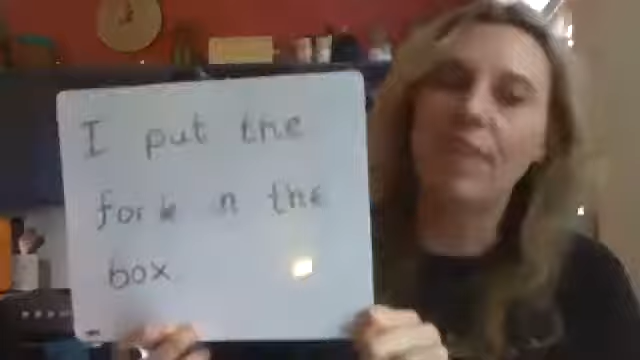 I put the
fork n the
box